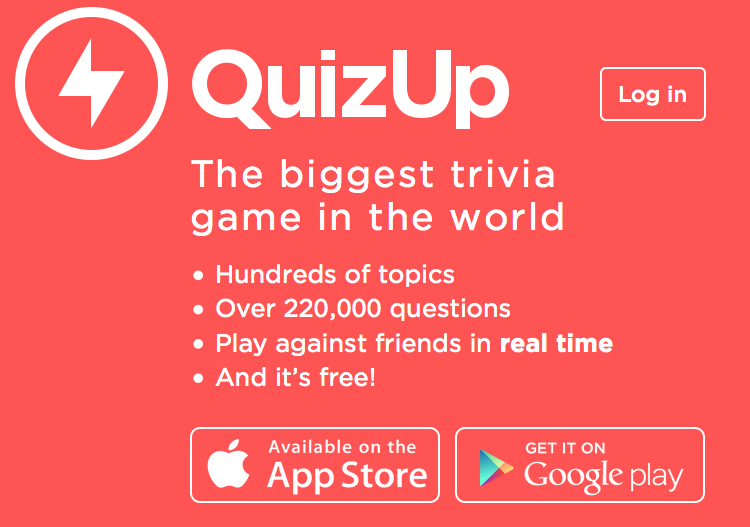 QuizUp
Log in
The biggest trivia
game in the world
• Hundreds of topics
• Over 220,000 questions
• Play against friends in real time
• And it's free!
Available on the
App Store
GET IT ON
Google play